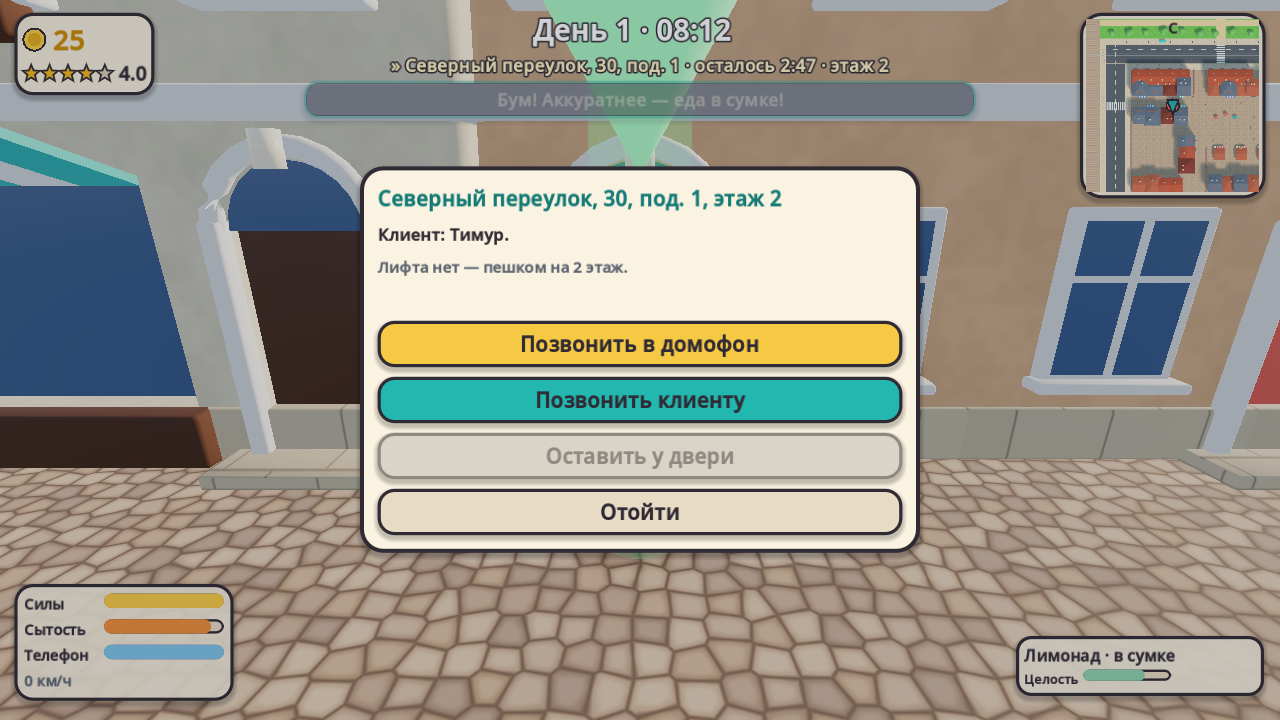 25
4.0
День 1 · 08:12
» Северный переулок, 30, под. 1 · осталось 2:47 · этаж 2
Бум! Аккуратнее — еда в сумке!
С
Северный переулок, 30, под. 1, этаж 2
Клиент: Тимур.
Лифта нет — пешком на 2 этаж.
Позвонить в домофон
Позвонить клиенту
Оставить у двери
Отойти
Силы
Сытость
Телефон
0 км/ч
Лимонад · в сумке
Целость